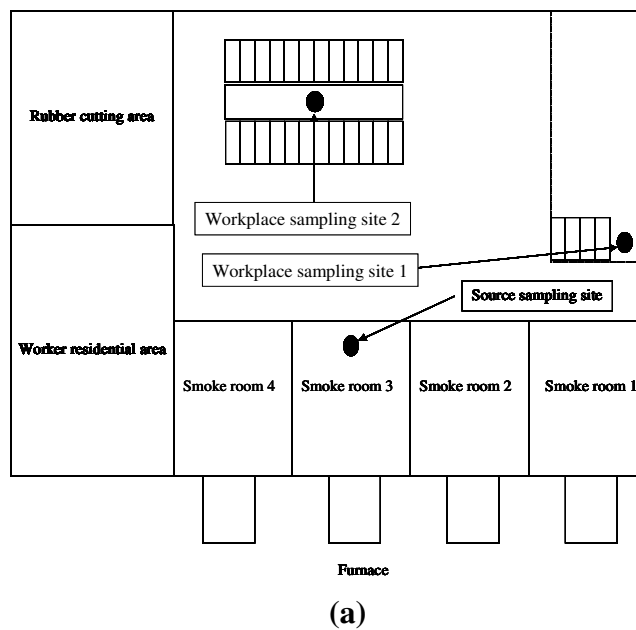 Rubber cutting area
Workplace sampling site 2
Workplace sampling site 1
Source sampling site
Worker residential area
Smoke room 4
Smoke room 3
Smoke room 2
Smoke room 1
Furnace
(a)